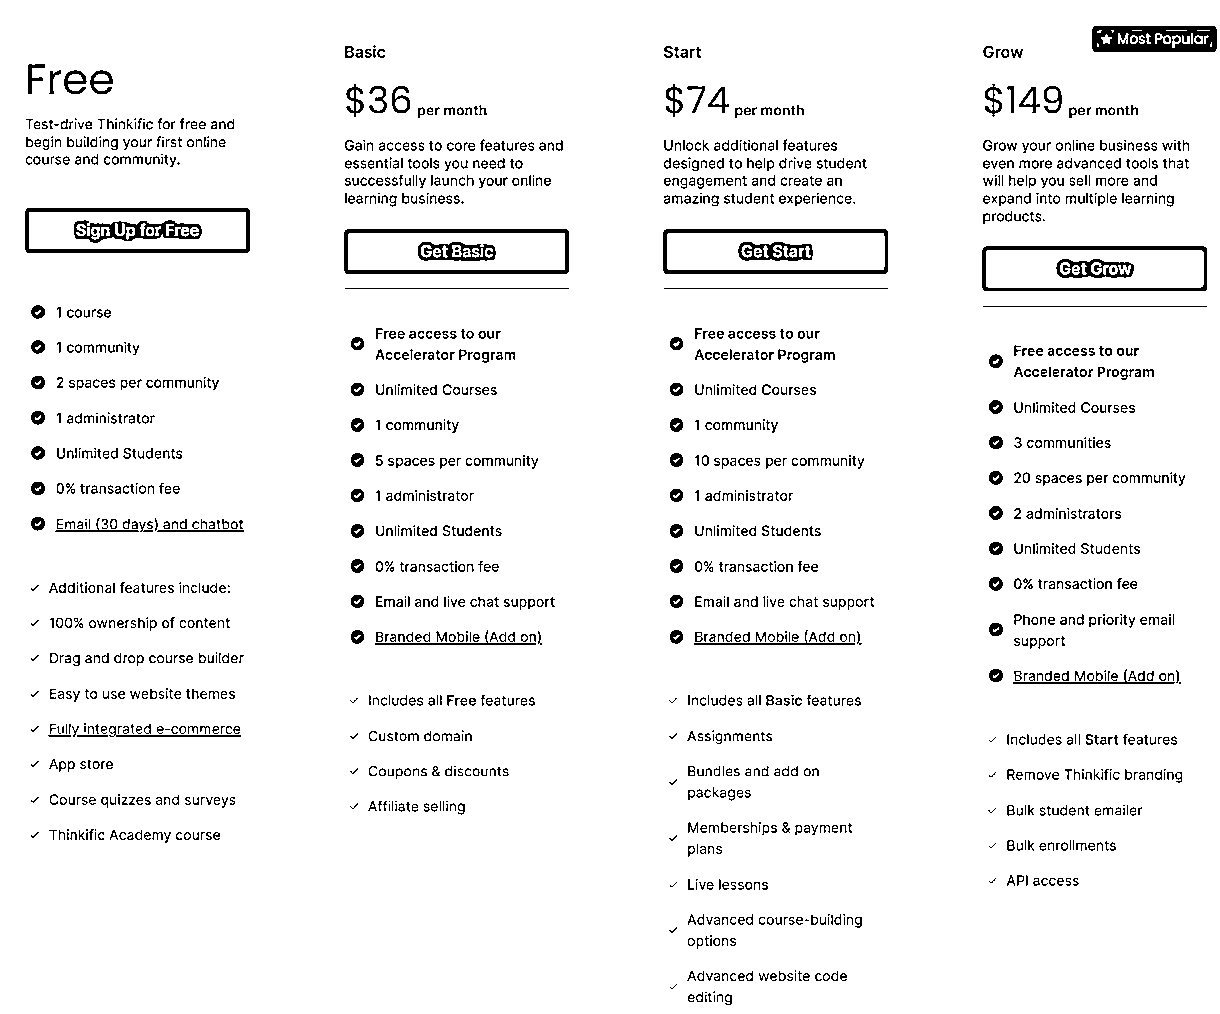 Free
Test-drive Thinkific for free and
begin building your first online
course and community.
Sign Up for Free
1 course
1 community
2 spaces per community
1 administrator
Unlimited Students
0% transaction fee
Email (30 days) and chatbot
Additional features include:
100% ownership of content
Drag and drop course builder
Easy to use website themes
Fully integrated e-commerce
App store
Course quizzes and surveys
Thinkific Academy course
Basic
$36 per month
Gain access to core features and
essential tools you need to
successfully launch your online
learning business.
Get Basic
Free access to our
Accelerator Program
Unlimited Courses
1 community
5 spaces per community
1 administrator
Unlimited Students
0% transaction fee
Email and live chat support
Branded Mobile (Add on)
Includes all Free features
Custom domain
Coupons & discounts
Affiliate selling
Start
$74 per month
Unlock additional features
designed to help drive student
engagement and create an
amazing student experience.
Get Start
Free access to our
Accelerator Program
Unlimited Courses
1 community
10 spaces per community
1 administrator
Unlimited Students
0% transaction fee
Email and live chat support
Branded Mobile (Add on)
Includes all Basic features
Assignments
Bundles and add on
packages
Memberships & payment
plans
Live lessons
Advanced course-building
options
Advanced website code
editing
Most Popular
Grow
$149 per month
Grow your online business with
even more advanced tools that
will help you sell more and
expand into multiple learning
products.
Get Grow
Free access to our
Accelerator Program
Unlimited Courses
3 communities
20 spaces per community
2 administrators
Unlimited Students
0% transaction fee
Phone and priority email
support
Branded Mobile (Add on)
Includes all Start features
Remove Thinkific branding
Bulk student emailer
Bulk enrollments
API access